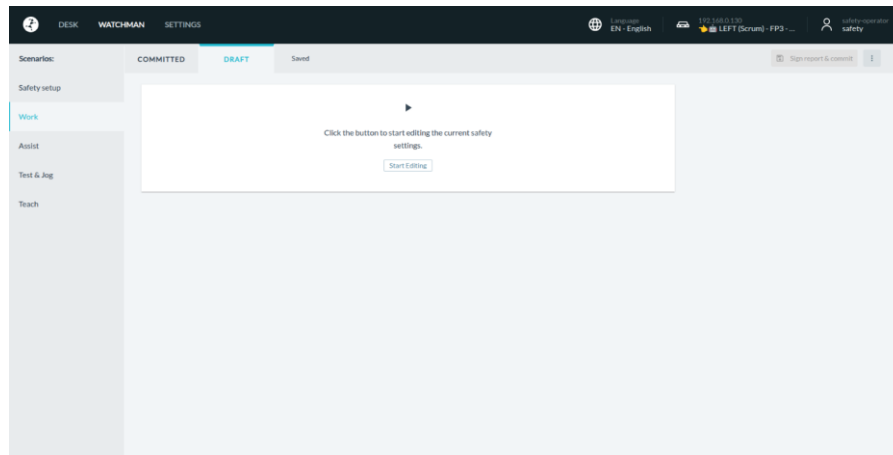 DESK WATCHMAN SETTINGS
Language
EN - English
192.168.0.130
👈🤖 LEFT (Scrum) - FP3 - ...
safety-operator
safety
Scenarios:
COMMITTED DRAFT Saved
Sign report & commit
Safety setup
Work
Assist
Test & Jog
Teach
Click the button to start editing the current safety
settings.
Start Editing